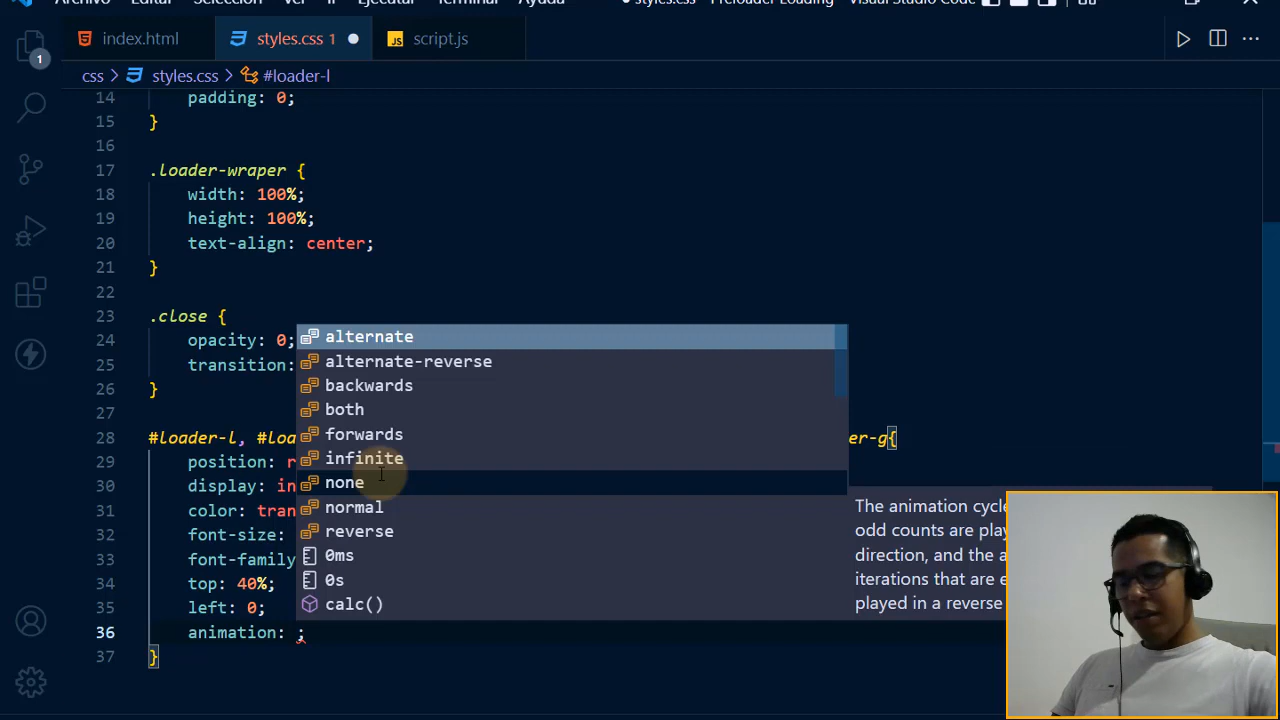 Archivo Editar Selección Ver Ir Ejecutar Terminal Ayuda ● styles.css - Preloader Loading - Visual Studio Code
index.html styles.css 1 JS script.js
1
css > styles.css > #loader-l
14 padding: 0;
15 }
16
17 .loader-wraper {
18 width: 100%;
19 height: 100%;
20 text-align: center;
21 }
22
23 .close {
24 opacity: 0;
25 transition:
26 }
27
28 #loader-l, #loa er-g{
29 position: r
30 display: in
31 color: tran
32 font-size:
33 font-family
34 top: 40%;
35 left: 0;
36 animation: ;
37 }
alternate
alternate-reverse
backwards
both
forwards
infinite
none
normal
reverse
0ms
0s
calc()
The animation cycle
odd counts are play
direction, and the a
iterations that are e
played in a reverse